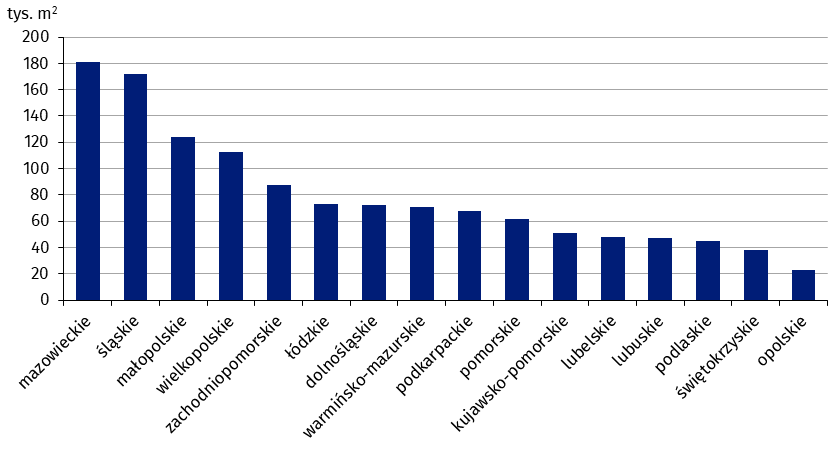 tys. m²
200
180
160
140
120
100
80
60
40
20
0
mazowieckie
śląskie
małopolskie
wielkopolskie
zachodniopomorskie
łódzkie
dolnośląskie
warmińsko-mazurskie
podkarpackie
pomorskie
kujawsko-pomorskie
lubelskie
lubuskie
podlaskie
świętokrzyskie
opolskie